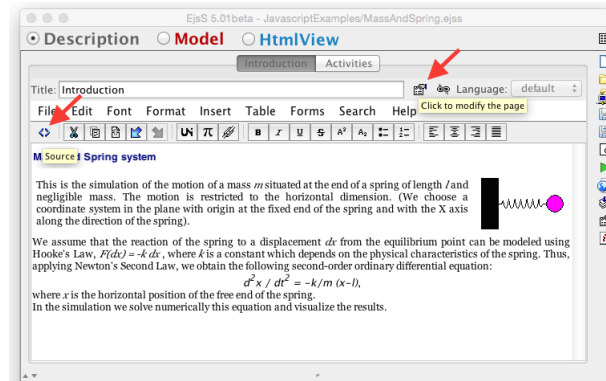 EjsS 5.01beta - JavascriptExamples/MassAndSpring.ejss
Description Model HtmlView
Introduction Activities
Title: Introduction Language: default
File Edit Font Format Insert Table Forms Search Help
Click to modify the page
Source
Spring system
This is the simulation of the motion of a mass m situated at the end of a spring of length l and
negligible mass. The motion is restricted to the horizontal dimension. (We choose a
coordinate system in the plane with origin at the fixed end of the spring and with the X axis
along the direction of the spring).
We assume that the reaction of the spring to a displacement dx from the equilibrium point can be modeled using
Hooke's Law, F(dx) = -k dx , where k is a constant which depends on the physical characteristics of the spring. Thus,
applying Newton's Second Law, we obtain the following second-order ordinary differential equation:
d² x / dt² = -k/m (x-l),
where x is the horizontal position of the free end of the spring.
In the simulation we solve numerically this equation and visualize the results.